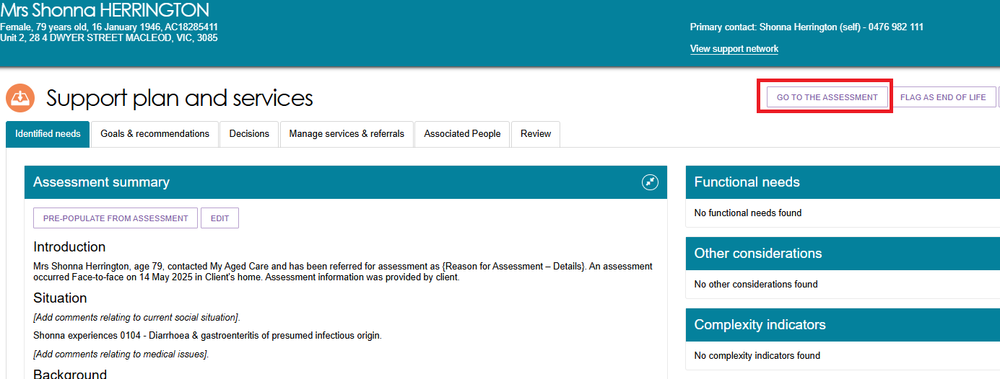 Mrs Shonna HERRINGTON
Female, 79 years old, 16 January 1946, AC18285411
Unit 2, 28 4 DWYER STREET MACLEOD, VIC, 3085
Primary contact: Shonna Herrington (self) - 0476 982 111
View support network
Support plan and services
GO TO THE ASSESSMENT
FLAG AS END OF LIFE
Identified needs
Goals & recommendations
Decisions
Manage services & referrals
Associated People
Review
Assessment summary
PRE-POPULATE FROM ASSESSMENT
EDIT
Introduction
Mrs Shonna Herrington, age 79, contacted My Aged Care and has been referred for assessment as {Reason for Assessment – Details}. An assessment
occurred Face-to-face on 14 May 2025 in Client's home. Assessment information was provided by client.
Situation
[Add comments relating to current social situation].
Shonna experiences 0104 - Diarrhoea & gastroenteritis of presumed infectious origin.
[Add comments relating to medical issues].
Background
Functional needs
No functional needs found
Other considerations
No other considerations found
Complexity indicators
No complexity indicators found